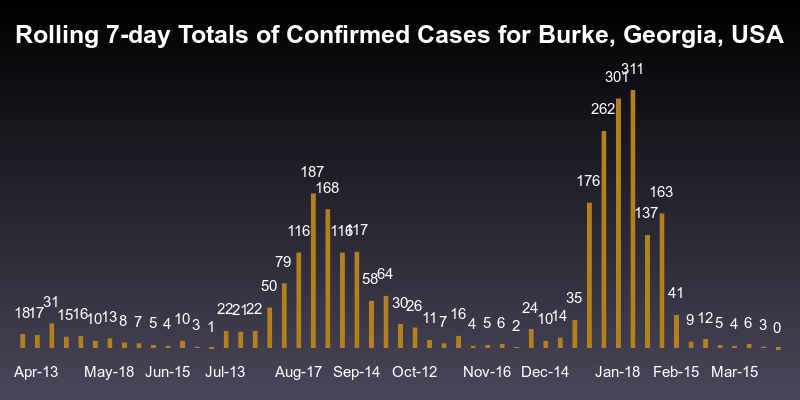 Rolling 7-day Totals of Confirmed Cases for Burke, Georgia, USA
18 17 31 15 16 10 13 8 7 5 4 10 3 1 22 21 22 50 79 116 187 168 116 117 58 64 30 26 11 7 16 4 5 6 2 24 10 14 35 176 262 301 311 137 163 41 9 12 5 4 6 3 0
Apr-13 May-18 Jun-15 Jul-13 Aug-17 Sep-14 Oct-12 Nov-16 Dec-14 Jan-18 Feb-15 Mar-15